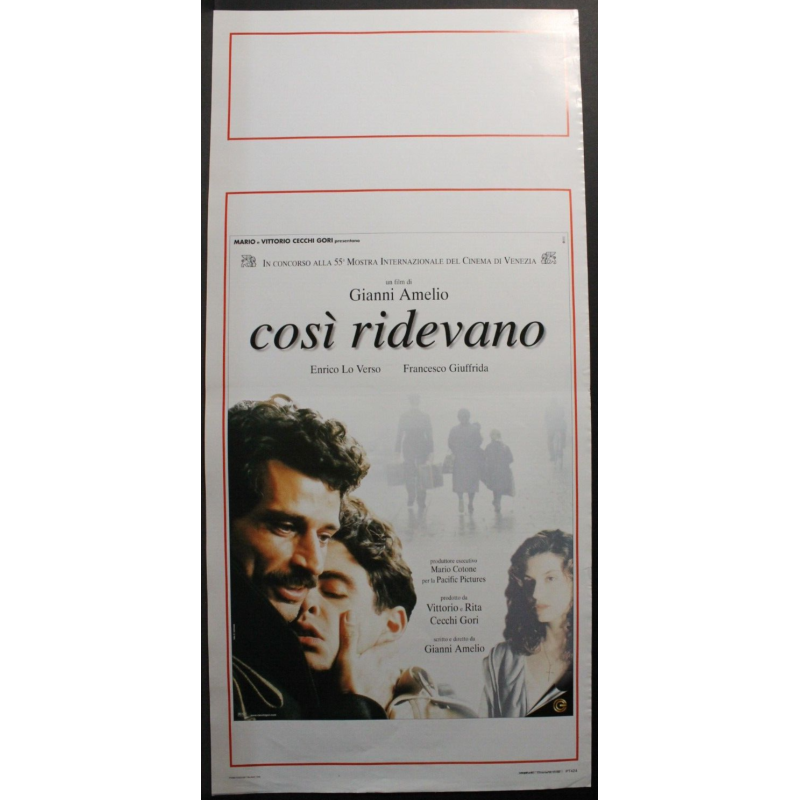 MARIO e VITTORIO CECCHI GORI presentano
IN CONCORSO ALLA 55ª MOSTRA INTERNAZIONALE DEL CINEMA DI VENEZIA
un film di
Gianni Amelio
così ridevano
Enrico Lo Verso Francesco Giuffrida
produttore esecutivo
Mario Cotone
per la Pacific Pictures
prodotto da
Vittorio e Rita
Cecchi Gori
scritto e diretto da
Gianni Amelio